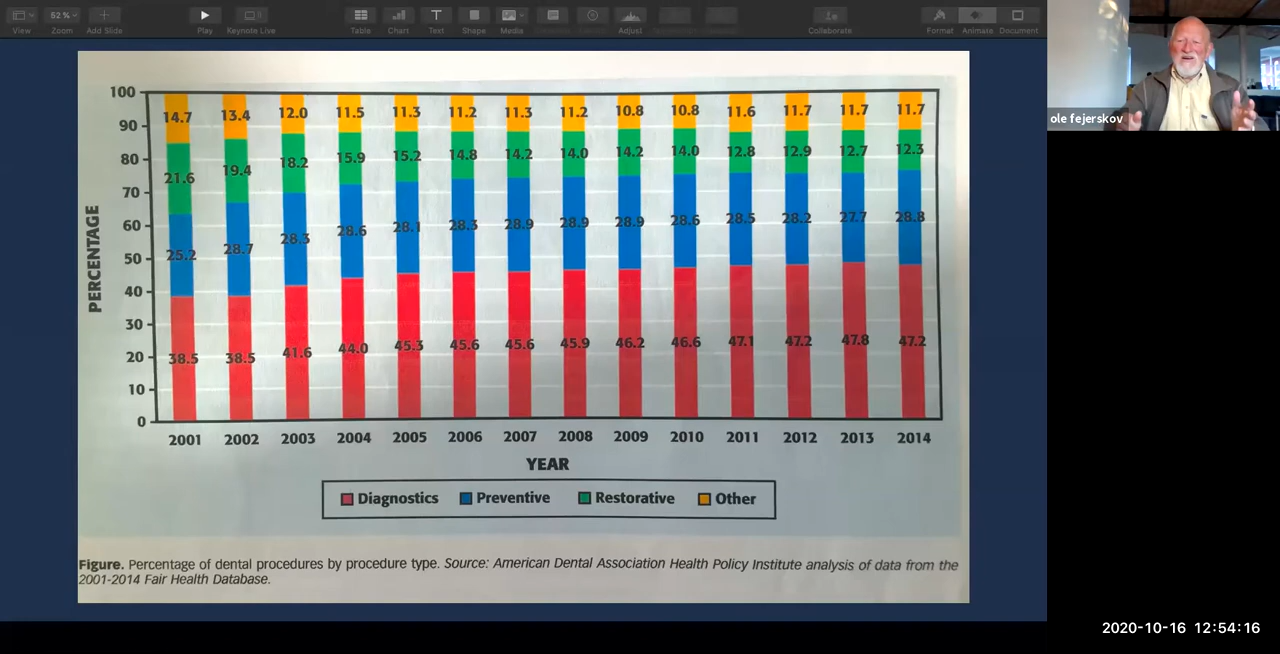 52 %
View Zoom Add Slide Play Keynote Live Table Chart Text Shape Media Adjust Collaborate Format Animate Document
ole fejerskov
100
90
80
70
60
50
40
30
20
10
0
PERCENTAGE
14.7 13.4 12.0 11.5 11.3 11.2 11.3 11.2 10.8 10.8 11.6 11.7 11.7 11.7
21.6 19.4 18.2 15.9 15.2 14.8 14.2 14.0 14.2 14.0 12.8 12.9 12.7 12.3
25.2 28.7 28.3 28.6 28.1 28.3 28.9 28.9 28.9 28.6 28.5 28.2 27.7 28.8
38.5 38.5 41.6 44.0 45.3 45.6 45.6 45.9 46.2 46.6 47.1 47.2 47.8 47.2
2001 2002 2003 2004 2005 2006 2007 2008 2009 2010 2011 2012 2013 2014
YEAR
Diagnostics Preventive Restorative Other
Figure. Percentage of dental procedures by procedure type. Source: American Dental Association Health Policy Institute analysis of data from the
2001-2014 Fair Health Database.
2020-10-16 12:54:16